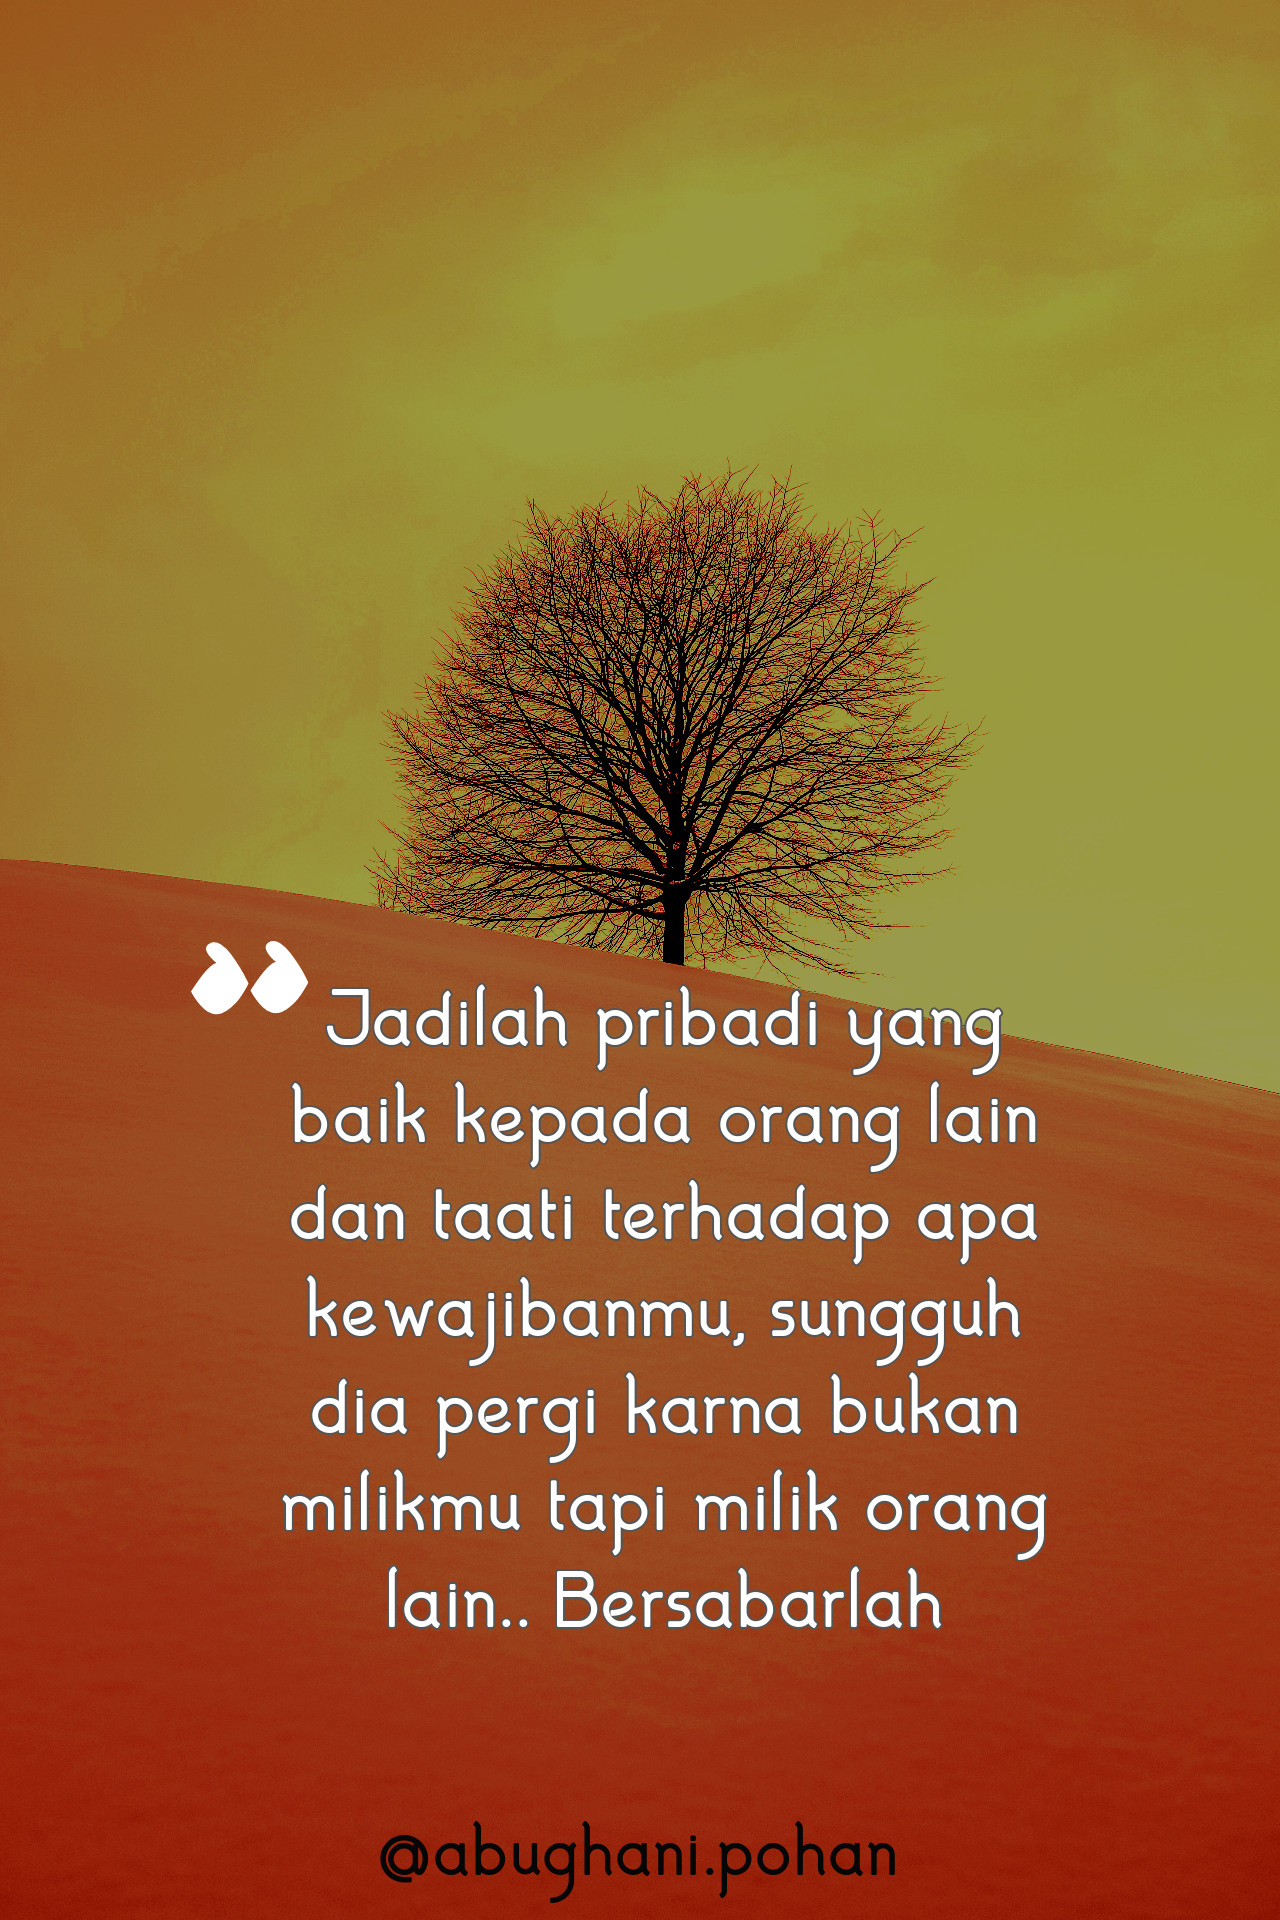 Jadilah pribadi yang
baik kepada orang lain
dan taati terhadap apa
kewajibanmu, sungguh
dia pergi karna bukan
milikmu tapi milik orang
lain.. Bersabarlah
@abughani.pohan